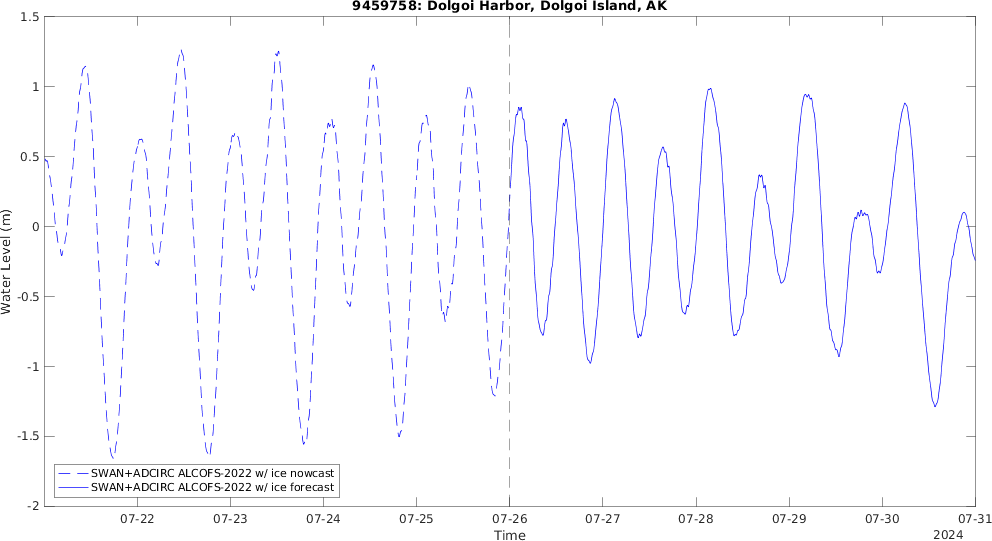 9459758: Dolgoi Harbor, Dolgoi Island, AK
1.5
1
0.5
0
-0.5
-1
-1.5
-2
Water Level (m)
SWAN+ADCIRC ALCOFS-2022 w/ ice nowcast
SWAN+ADCIRC ALCOFS-2022 w/ ice forecast
07-22 07-23 07-24 07-25 07-26 07-27 07-28 07-29 07-30 07-31
Time
2024